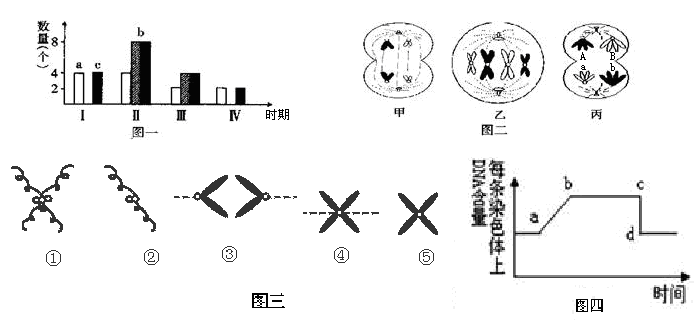 数量(个)
8
4
2
a c
b
Ⅰ Ⅱ Ⅲ Ⅳ 时期
图一
甲 乙 丙
A B
a b
图二
① ② ③ ④ ⑤
图三
每条染色体上DNA含量
a b c d
时间
图四